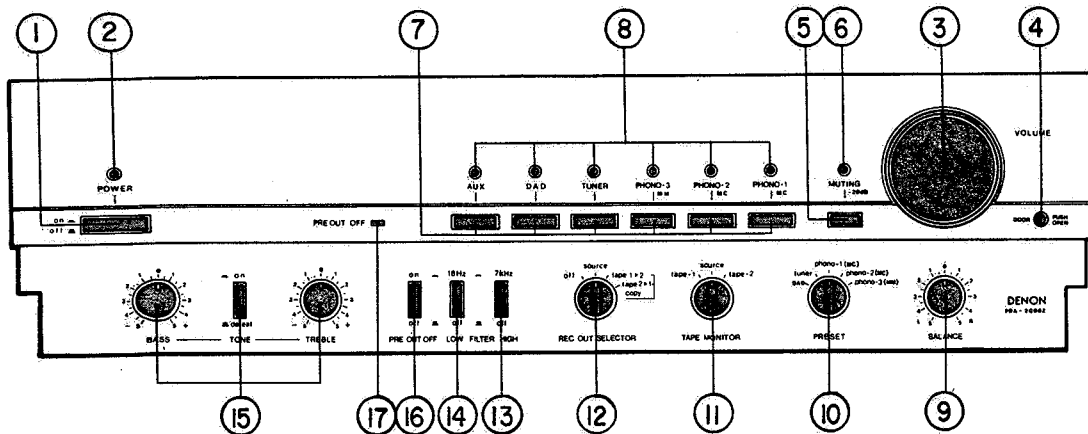 1 2 7 8 5 6 3 4
VOLUME
POWER
AUX DAD TUNER PHONO-3 MM PHONO-2 MC PHONO-1 MC
MUTING -20dB
on
off
PRE OUT OFF
DOOR PUSH OPEN
BASS TONE TREBLE
on
defeat
on 18Hz 7kHz
off off off
PRE OUT OFF LOW FILTER HIGH
off source tape 1▸2 tape 2▸1 copy
REC OUT SELECTOR
tape-1 source tape-2
TAPE MONITOR
tuner phono-1 (MC) phono-2 (MC) phono-3 (MM)
PRESET
BALANCE
DENON
15 17 16 14 13 12 11 10 9